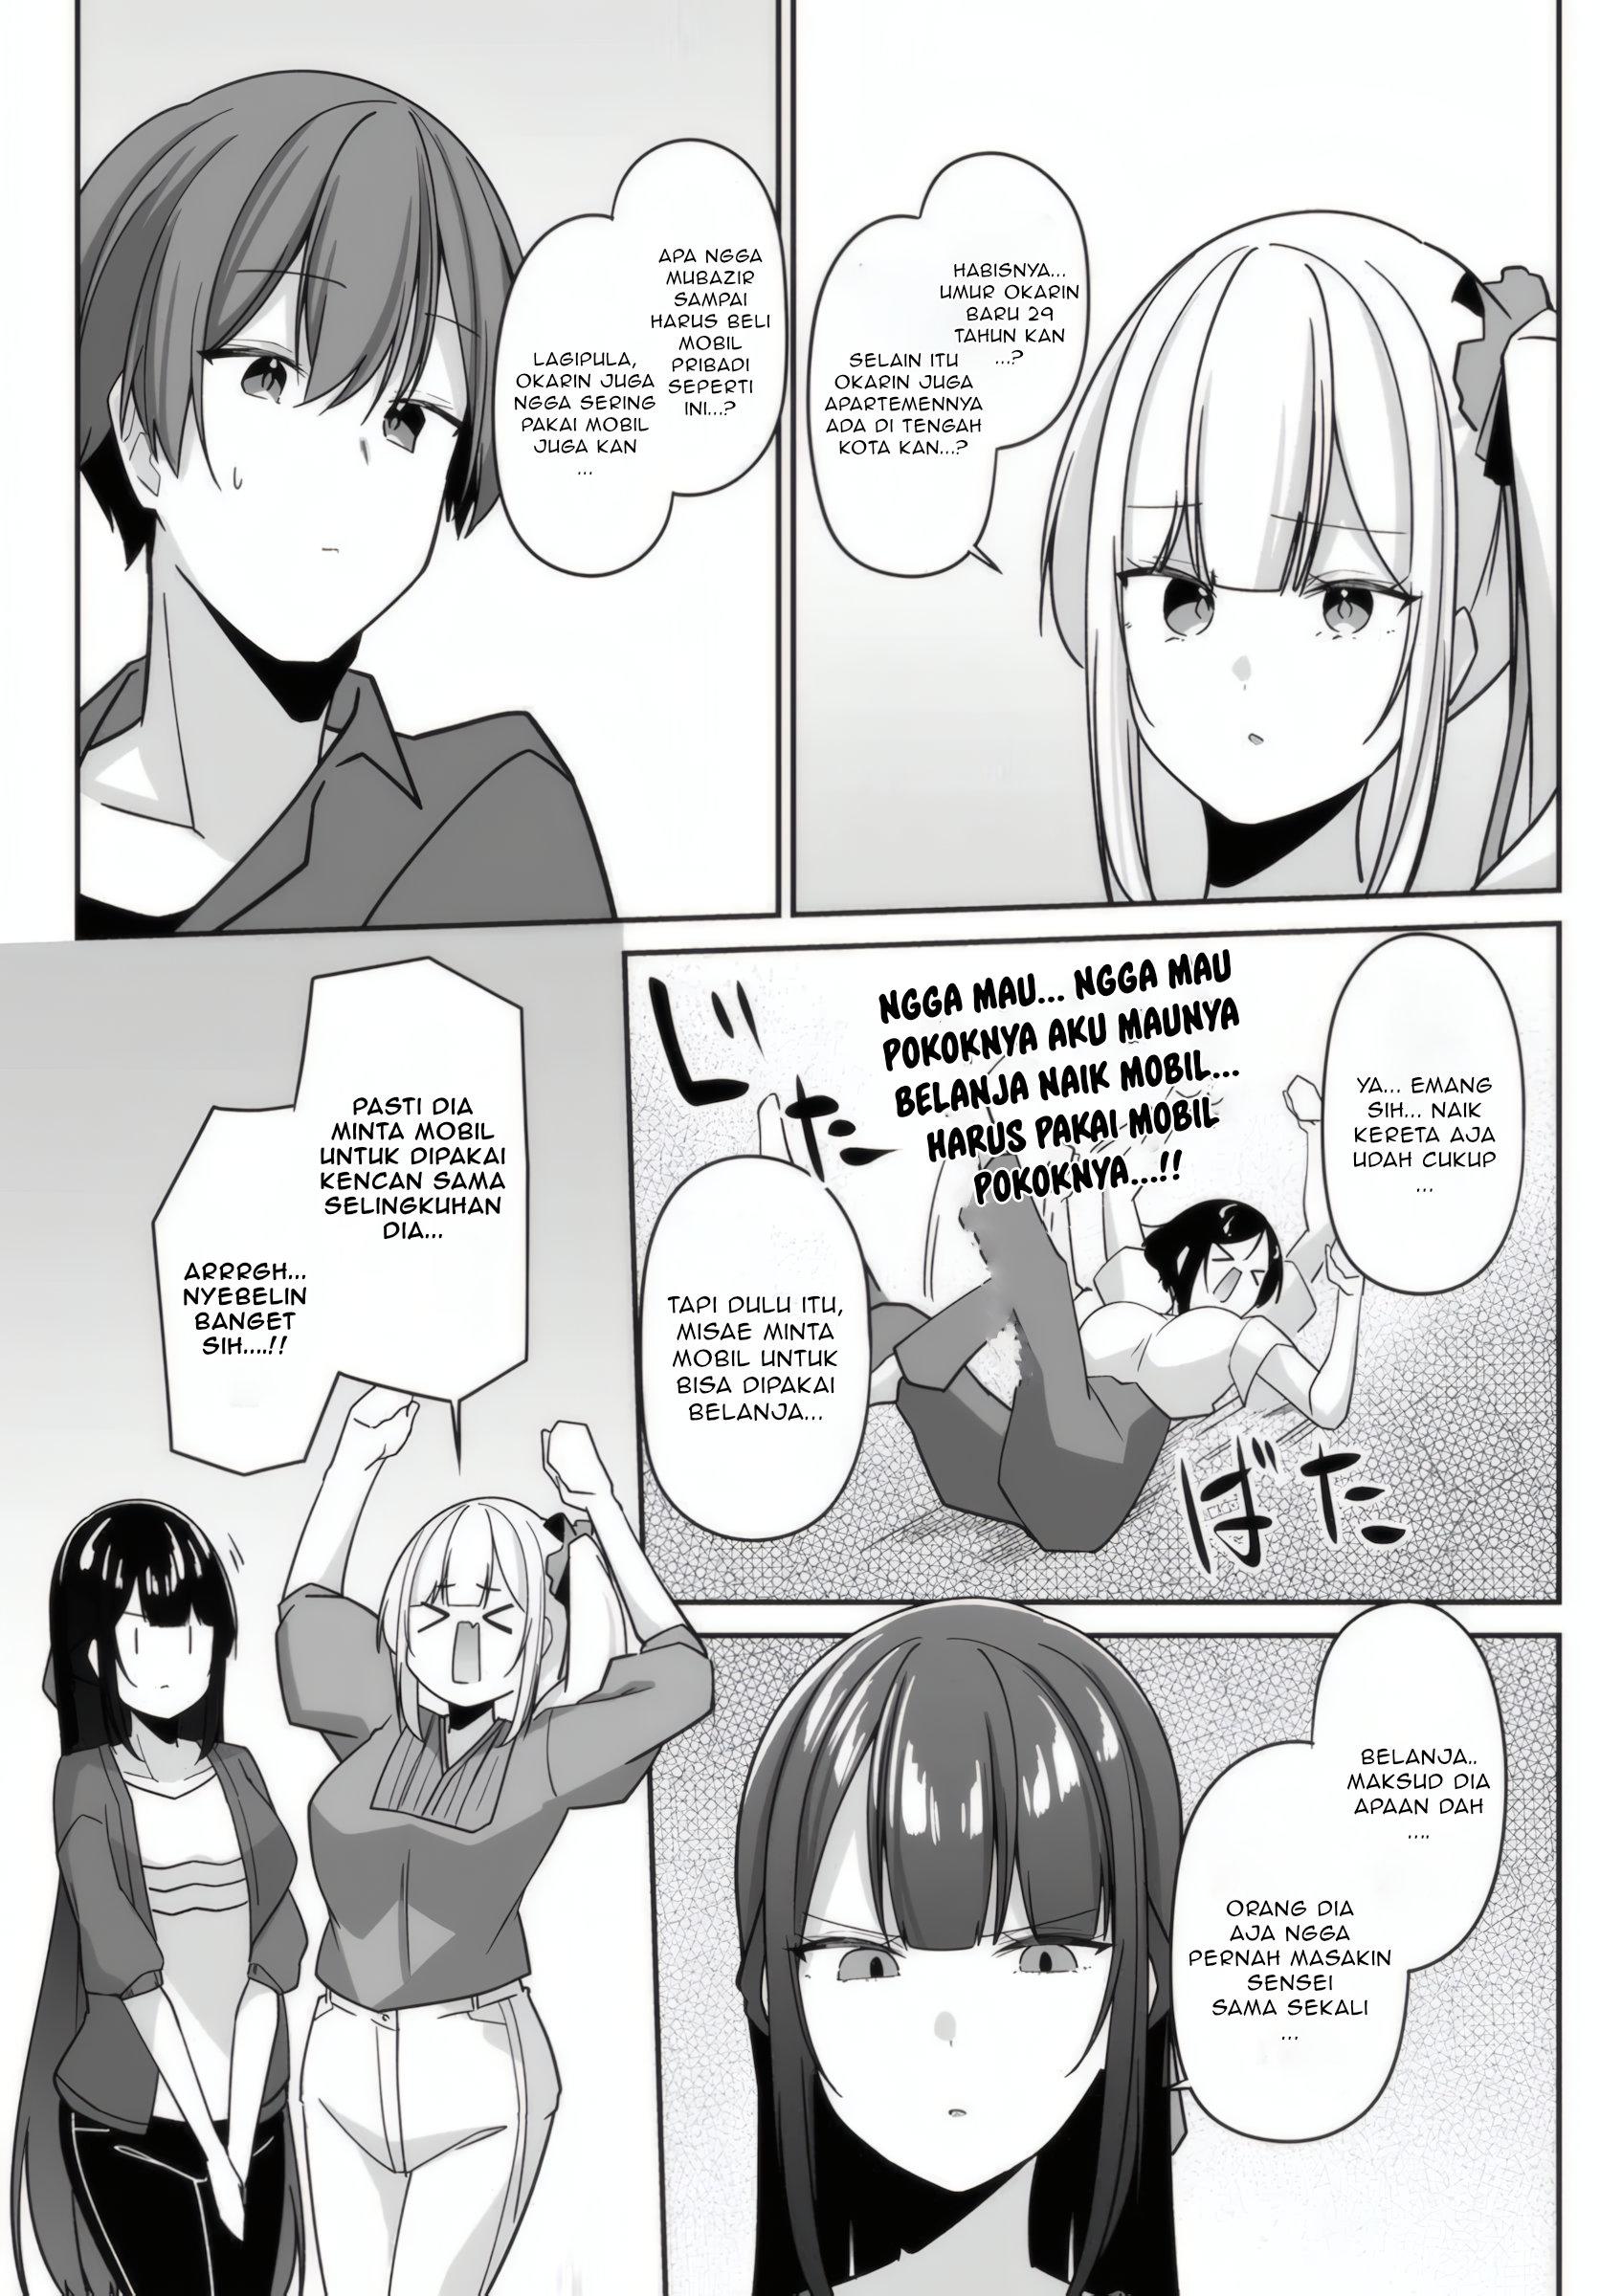 HABISNYA...
UMUR OKARIN
BARU 29
TAHUN KAN
...?
SELAIN ITU
OKARIN JUGA
APARTEMENNYA
ADA DI TENGAH
KOTA KAN...?
APA NGGA
MUBAZIR
SAMPAI
HARUS BELI
MOBIL
PRIBADI
SEPERTI
INI...?
LAGIPULA,
OKARIN JUGA
NGGA SERING
PAKAI MOBIL
JUGA KAN
...
YA... EMANG
SIH... NAIK
KERETA AJA
UDAH CUKUP
...
NGGA MAU... NGGA MAU
POKOKNYA AKU MAUNYA
BELANJA NAIK MOBIL...
HARUS PAKAI MOBIL
POKOKNYA...!!
じた
ばた
TAPI DULU ITU,
MISAE MINTA
MOBIL UNTUK
BISA DIPAKAI
BELANJA...
BELANJA..
MAKSUD DIA
APAAN DAH
....
ORANG DIA
AJA NGGA
PERNAH MASAKIN
SENSEI
SAMA SEKALI
...
PASTI DIA
MINTA MOBIL
UNTUK DIPAKAI
KENCAN SAMA
SELINGKUHAN
DIA...
ARRRGH...
NYEBELIN
BANGET
SIH....!!